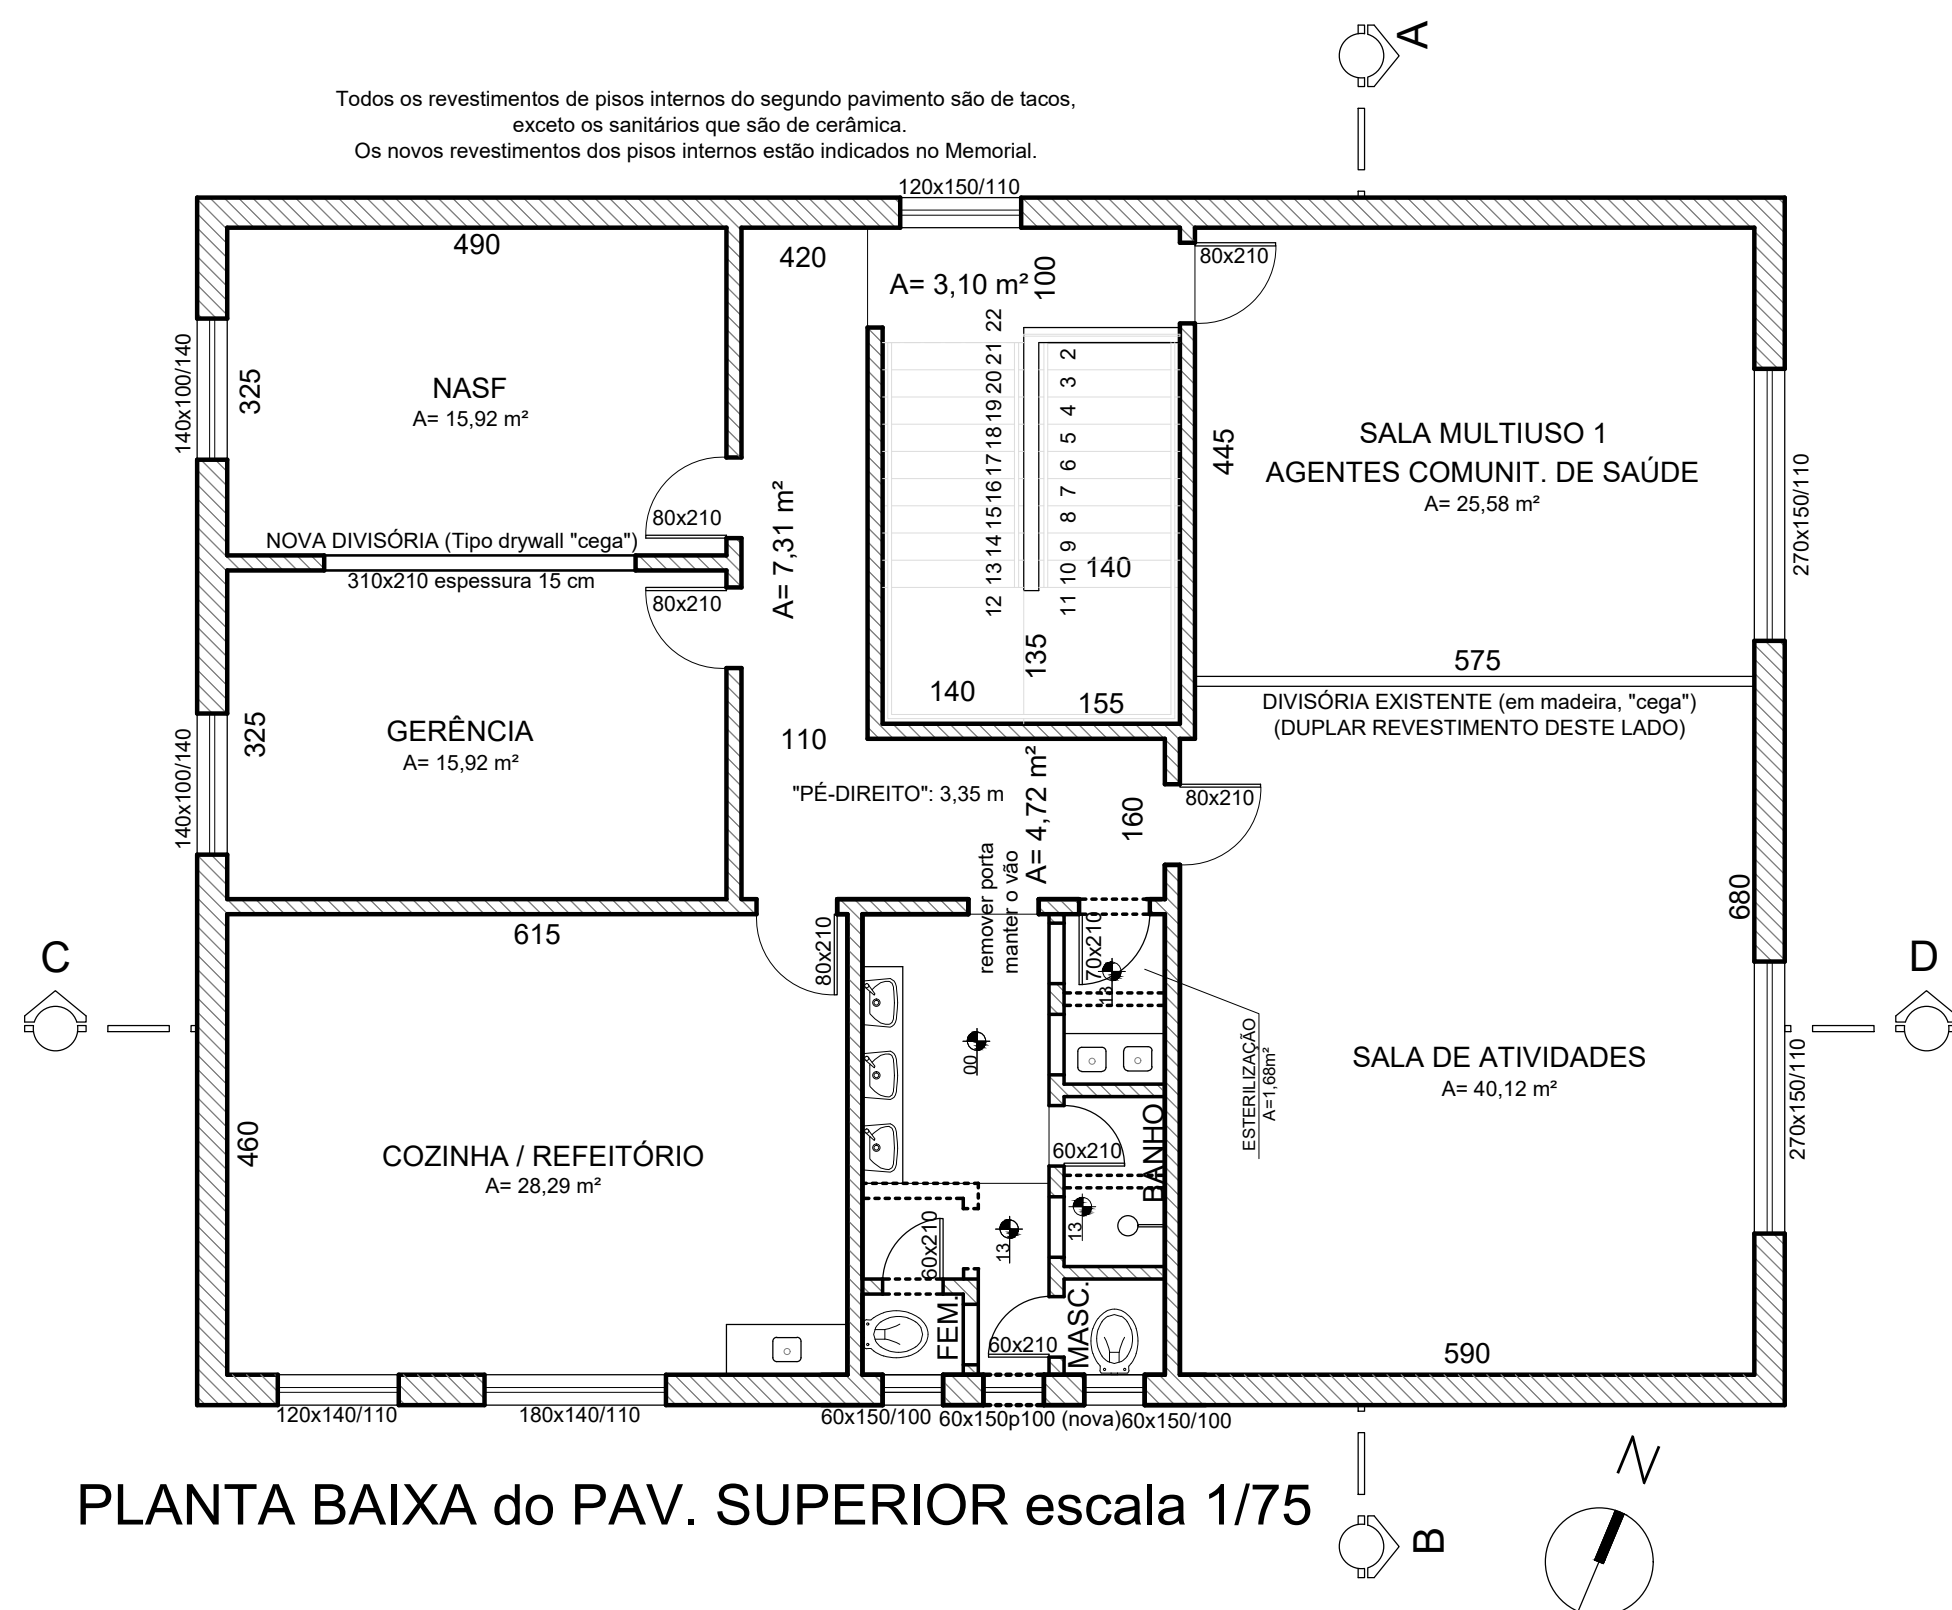 A
Todos os revestimentos de pisos internos do segundo pavimento são de tacos,
exceto os sanitários que são de cerâmica.
Os novos revestimentos dos pisos internos estão indicados no Memorial.
120x150/110
490
420
A= 3,10 m²
100
80x210
140x100/140
325
NASF
A= 15,92 m²
80x210
NOVA DIVISÓRIA (Tipo drywall "cega")
310x210 espessura 15 cm
80x210
A= 7,31 m²
22
21
20
19
18
17
16
15
14
13
12
2
3
4
5
6
7
8
9
10
11
140
135
140
155
445
SALA MULTIUSO 1
AGENTES COMUNIT. DE SAÚDE
A= 25,58 m²
270x150/110
575
DIVISÓRIA EXISTENTE (em madeira, "cega")
(DUPLAR REVESTIMENTO DESTE LADO)
140x100/140
325
GERÊNCIA
A= 15,92 m²
110
"PÉ-DIREITO": 3,35 m
A= 4,72 m²
160
80x210
remover porta
manter o vão
680
C
D
615
80x210
70x210
13
00
ESTERILIZAÇÃO
A=1,68m²
SALA DE ATIVIDADES
A= 40,12 m²
270x150/110
460
COZINHA / REFEITÓRIO
A= 28,29 m²
60x210
BANHO
13
60x210
13
FEM.
60x210
MASC.
590
120x140/110
180x140/110
60x150/100
60x150p100 (nova)
60x150/100
N
PLANTA BAIXA do PAV. SUPERIOR escala 1/75
B